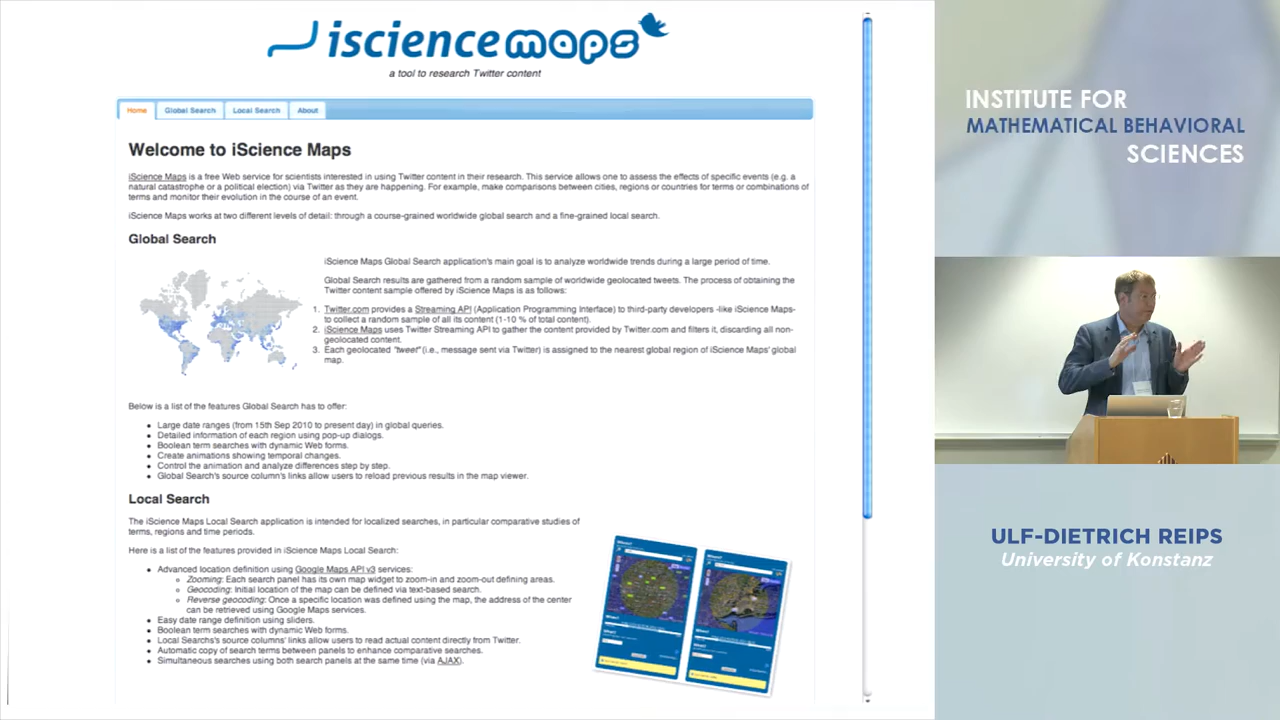 isciencemaps
a tool to research Twitter content
Home
Global Search
Local Search
About
Welcome to iScience Maps
iScience Maps is a free Web service for scientists interested in using Twitter content in their research. This service allows one to assess the effects of specific events (e.g. a
natural catastrophe or a political election) via Twitter as they are happening. For example, make comparisons between cities, regions or countries for terms or combinations of
terms and monitor their evolution in the course of an event.
iScience Maps works at two different levels of detail: through a course-grained worldwide global search and a fine-grained local search.
Global Search
iScience Maps Global Search application's main goal is to analyze worldwide trends during a large period of time.
Global Search results are gathered from a random sample of worldwide geolocated tweets. The process of obtaining the
Twitter content sample offered by iScience Maps is as follows:
1. Twitter.com provides a Streaming API (Application Programming Interface) to third-party developers -like iScience Maps-
to collect a random sample of all its content (1-10 % of total content).
2. iScience Maps uses Twitter Streaming API to gather the content provided by Twitter.com and filters it, discarding all non-
geolocated content.
3. Each geolocated "tweet" (i.e., message sent via Twitter) is assigned to the nearest global region of iScience Maps' global
map.
Below is a list of the features Global Search has to offer:
• Large date ranges (from 15th Sep 2010 to present day) in global queries.
• Detailed information of each region using pop-up dialogs.
• Boolean term searches with dynamic Web forms.
• Create animations showing temporal changes.
• Control the animation and analyze differences step by step.
• Global Search's source column's links allow users to reload previous results in the map viewer.
Local Search
The iScience Maps Local Search application is intended for localized searches, in particular comparative studies of
terms, regions and time periods.
Here is a list of the features provided in iScience Maps Local Search:
• Advanced location definition using Google Maps API v3 services:
○ Zooming: Each search panel has its own map widget to zoom-in and zoom-out defining areas.
○ Geocoding: Initial location of the map can be defined via text-based search.
○ Reverse geocoding: Once a specific location was defined using the map, the address of the center
can be retrieved using Google Maps services.
• Easy date range definition using sliders.
• Boolean term searches with dynamic Web forms.
• Local Searchs's source columns' links allow users to read actual content directly from Twitter.
• Automatic copy of search terms between panels to enhance comparative searches.
• Simultaneous searches using both search panels at the same time (via AJAX).
INSTITUTE FOR
MATHEMATICAL BEHAVIORAL
SCIENCES
ULF-DIETRICH REIPS
University of Konstanz